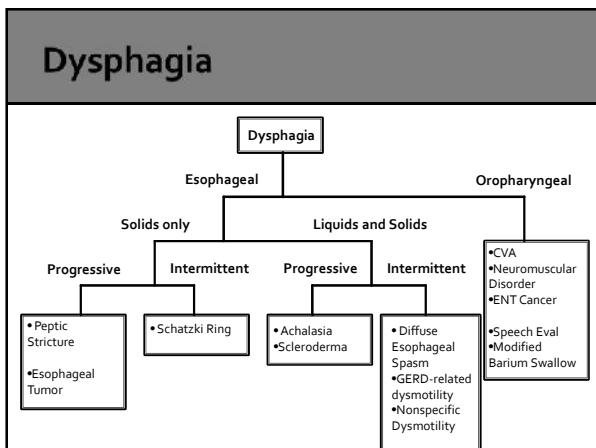 Dysphagia
Dysphagia
Esophageal
Oropharyngeal
Solids only
Liquids and Solids
Progressive
Intermittent
Progressive
Intermittent
• Peptic
Stricture
•Esophageal
Tumor
• Schatzki Ring
• Achalasia
•Scleroderma
• Diffuse
Esophageal
Spasm
•GERD-related
dysmotility
•Nonspecific
Dysmotility
•CVA
•Neuromuscular
Disorder
•ENT Cancer
•Speech Eval
•Modified
Barium Swallow